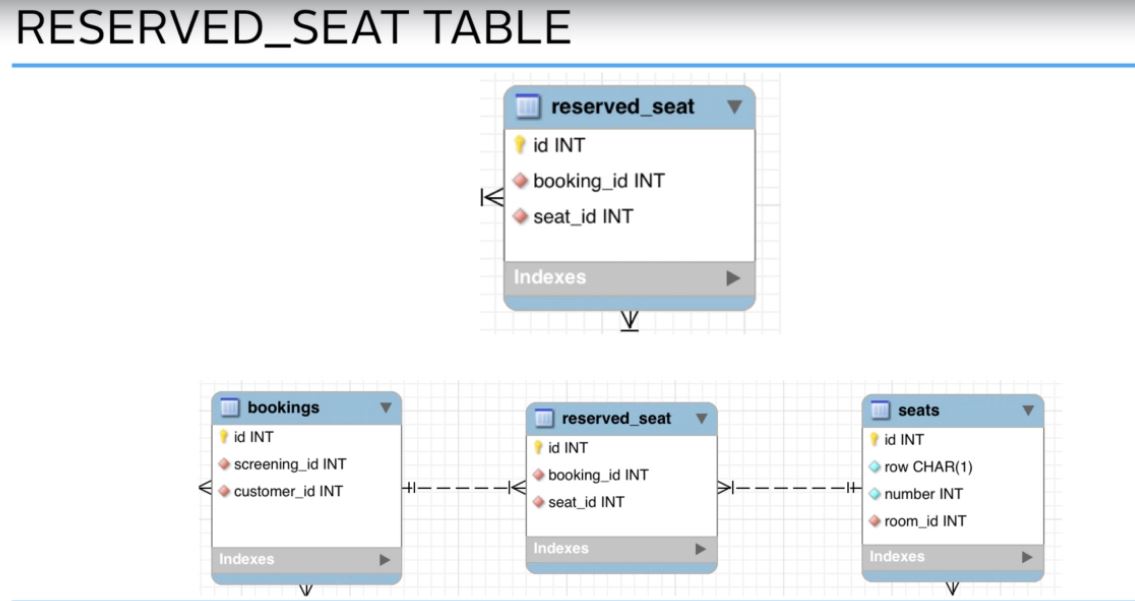 RESERVED_SEAT TABLE
reserved_seat
id INT
booking_id INT
seat_id INT
Indexes
bookings
id INT
screening_id INT
customer_id INT
Indexes
reserved_seat
id INT
booking_id INT
seat_id INT
Indexes
seats
id INT
row CHAR(1)
number INT
room_id INT
Indexes